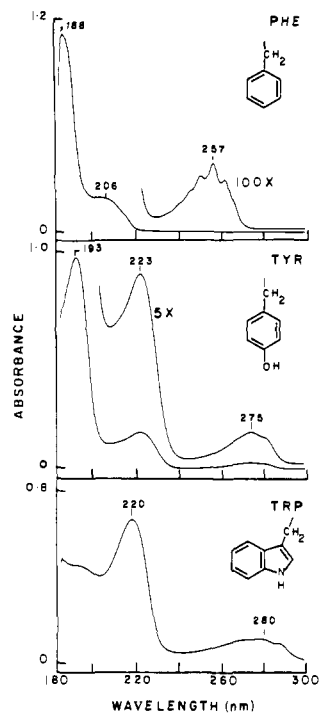 PHE
1.2
188
CH2
257
100X
206
0
TYR
1.0
193
223
CH2
5X
OH
275
0
TRP
0.8
220
CH2
N
H
280
0
180
220
260
300
ABSORBANCE
WAVELENGTH (nm)